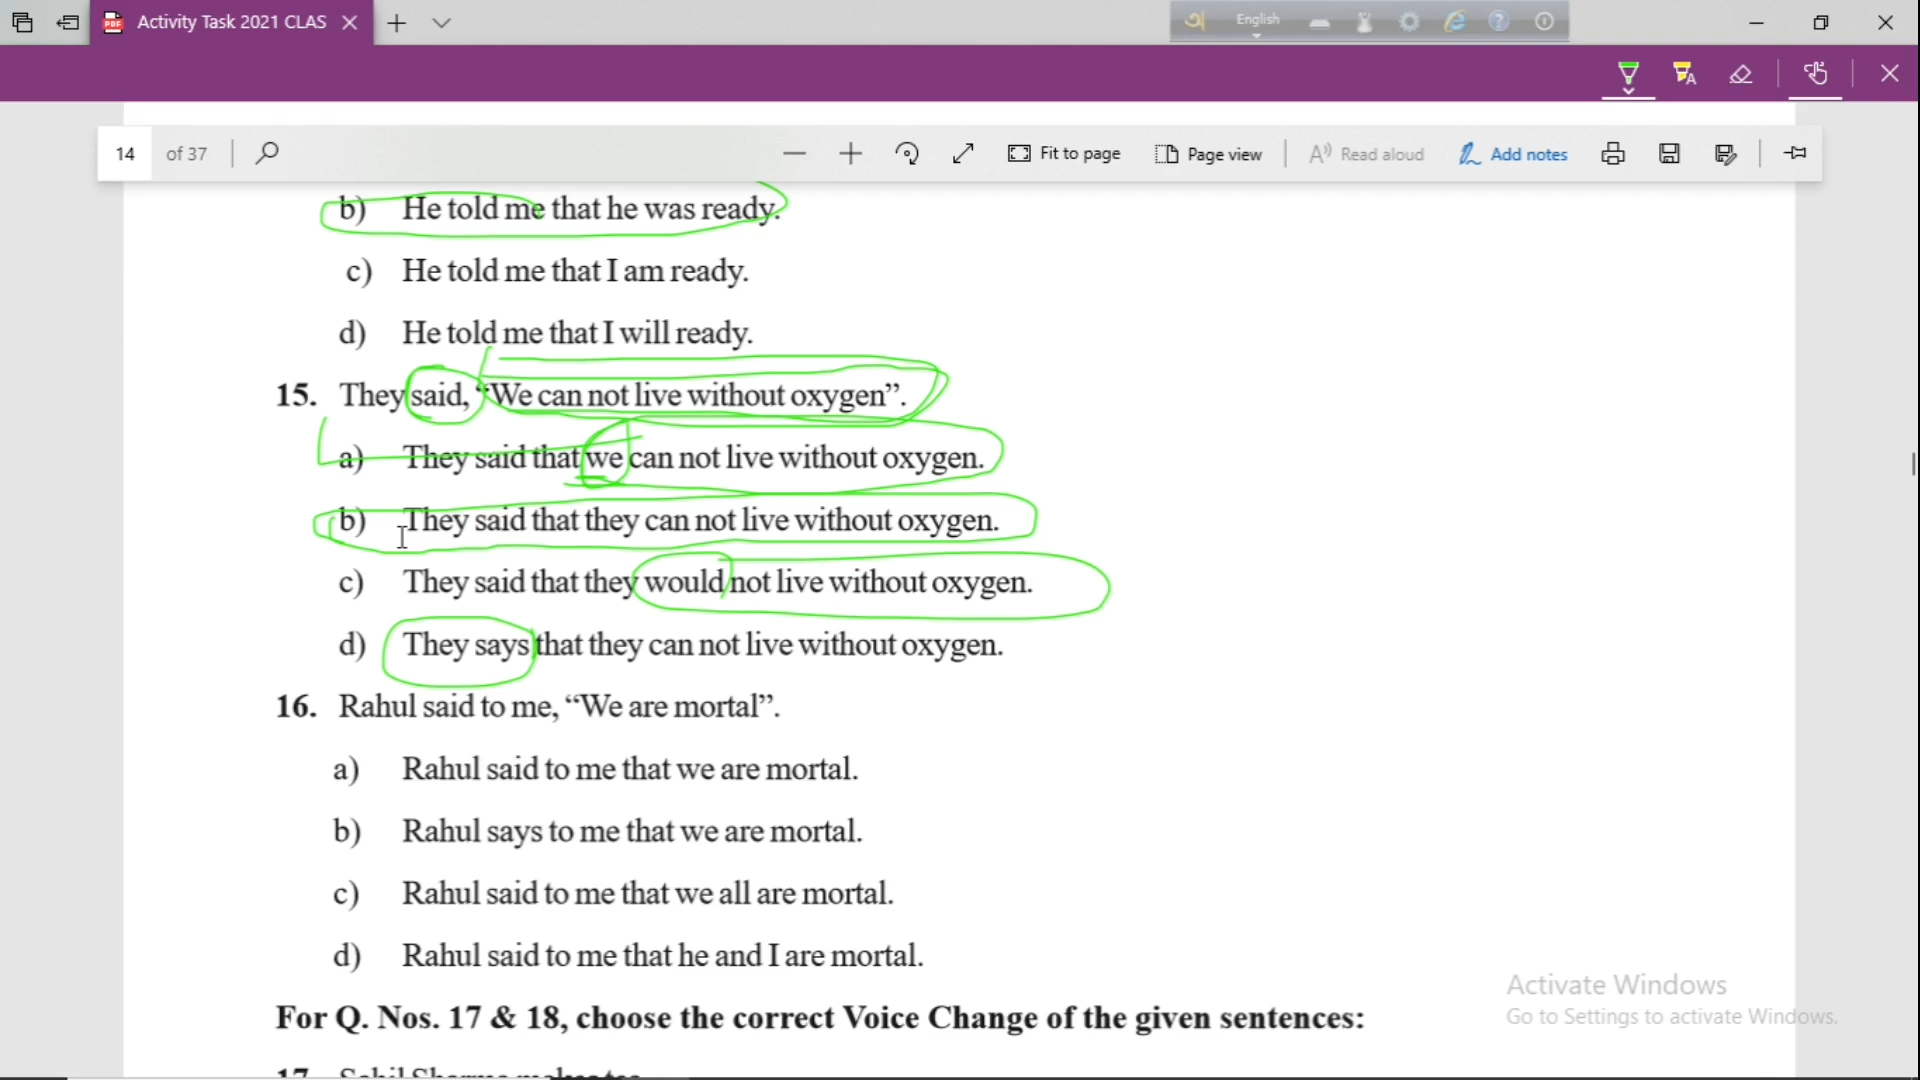 Activity Task 2021 CLAS
অ English
14 of 37 Fit to page Page view Read aloud Add notes
b) He told me that he was ready.
c) He told me that I am ready.
d) He told me that I will ready.
15. They said, “We can not live without oxygen”.
a) They said that we can not live without oxygen.
b) They said that they can not live without oxygen.
c) They said that they would not live without oxygen.
d) They says that they can not live without oxygen.
16. Rahul said to me, “We are mortal”.
a) Rahul said to me that we are mortal.
b) Rahul says to me that we are mortal.
c) Rahul said to me that we all are mortal.
d) Rahul said to me that he and I are mortal.
Activate Windows
Go to Settings to activate Windows.
For Q. Nos. 17 & 18, choose the correct Voice Change of the given sentences:
17.